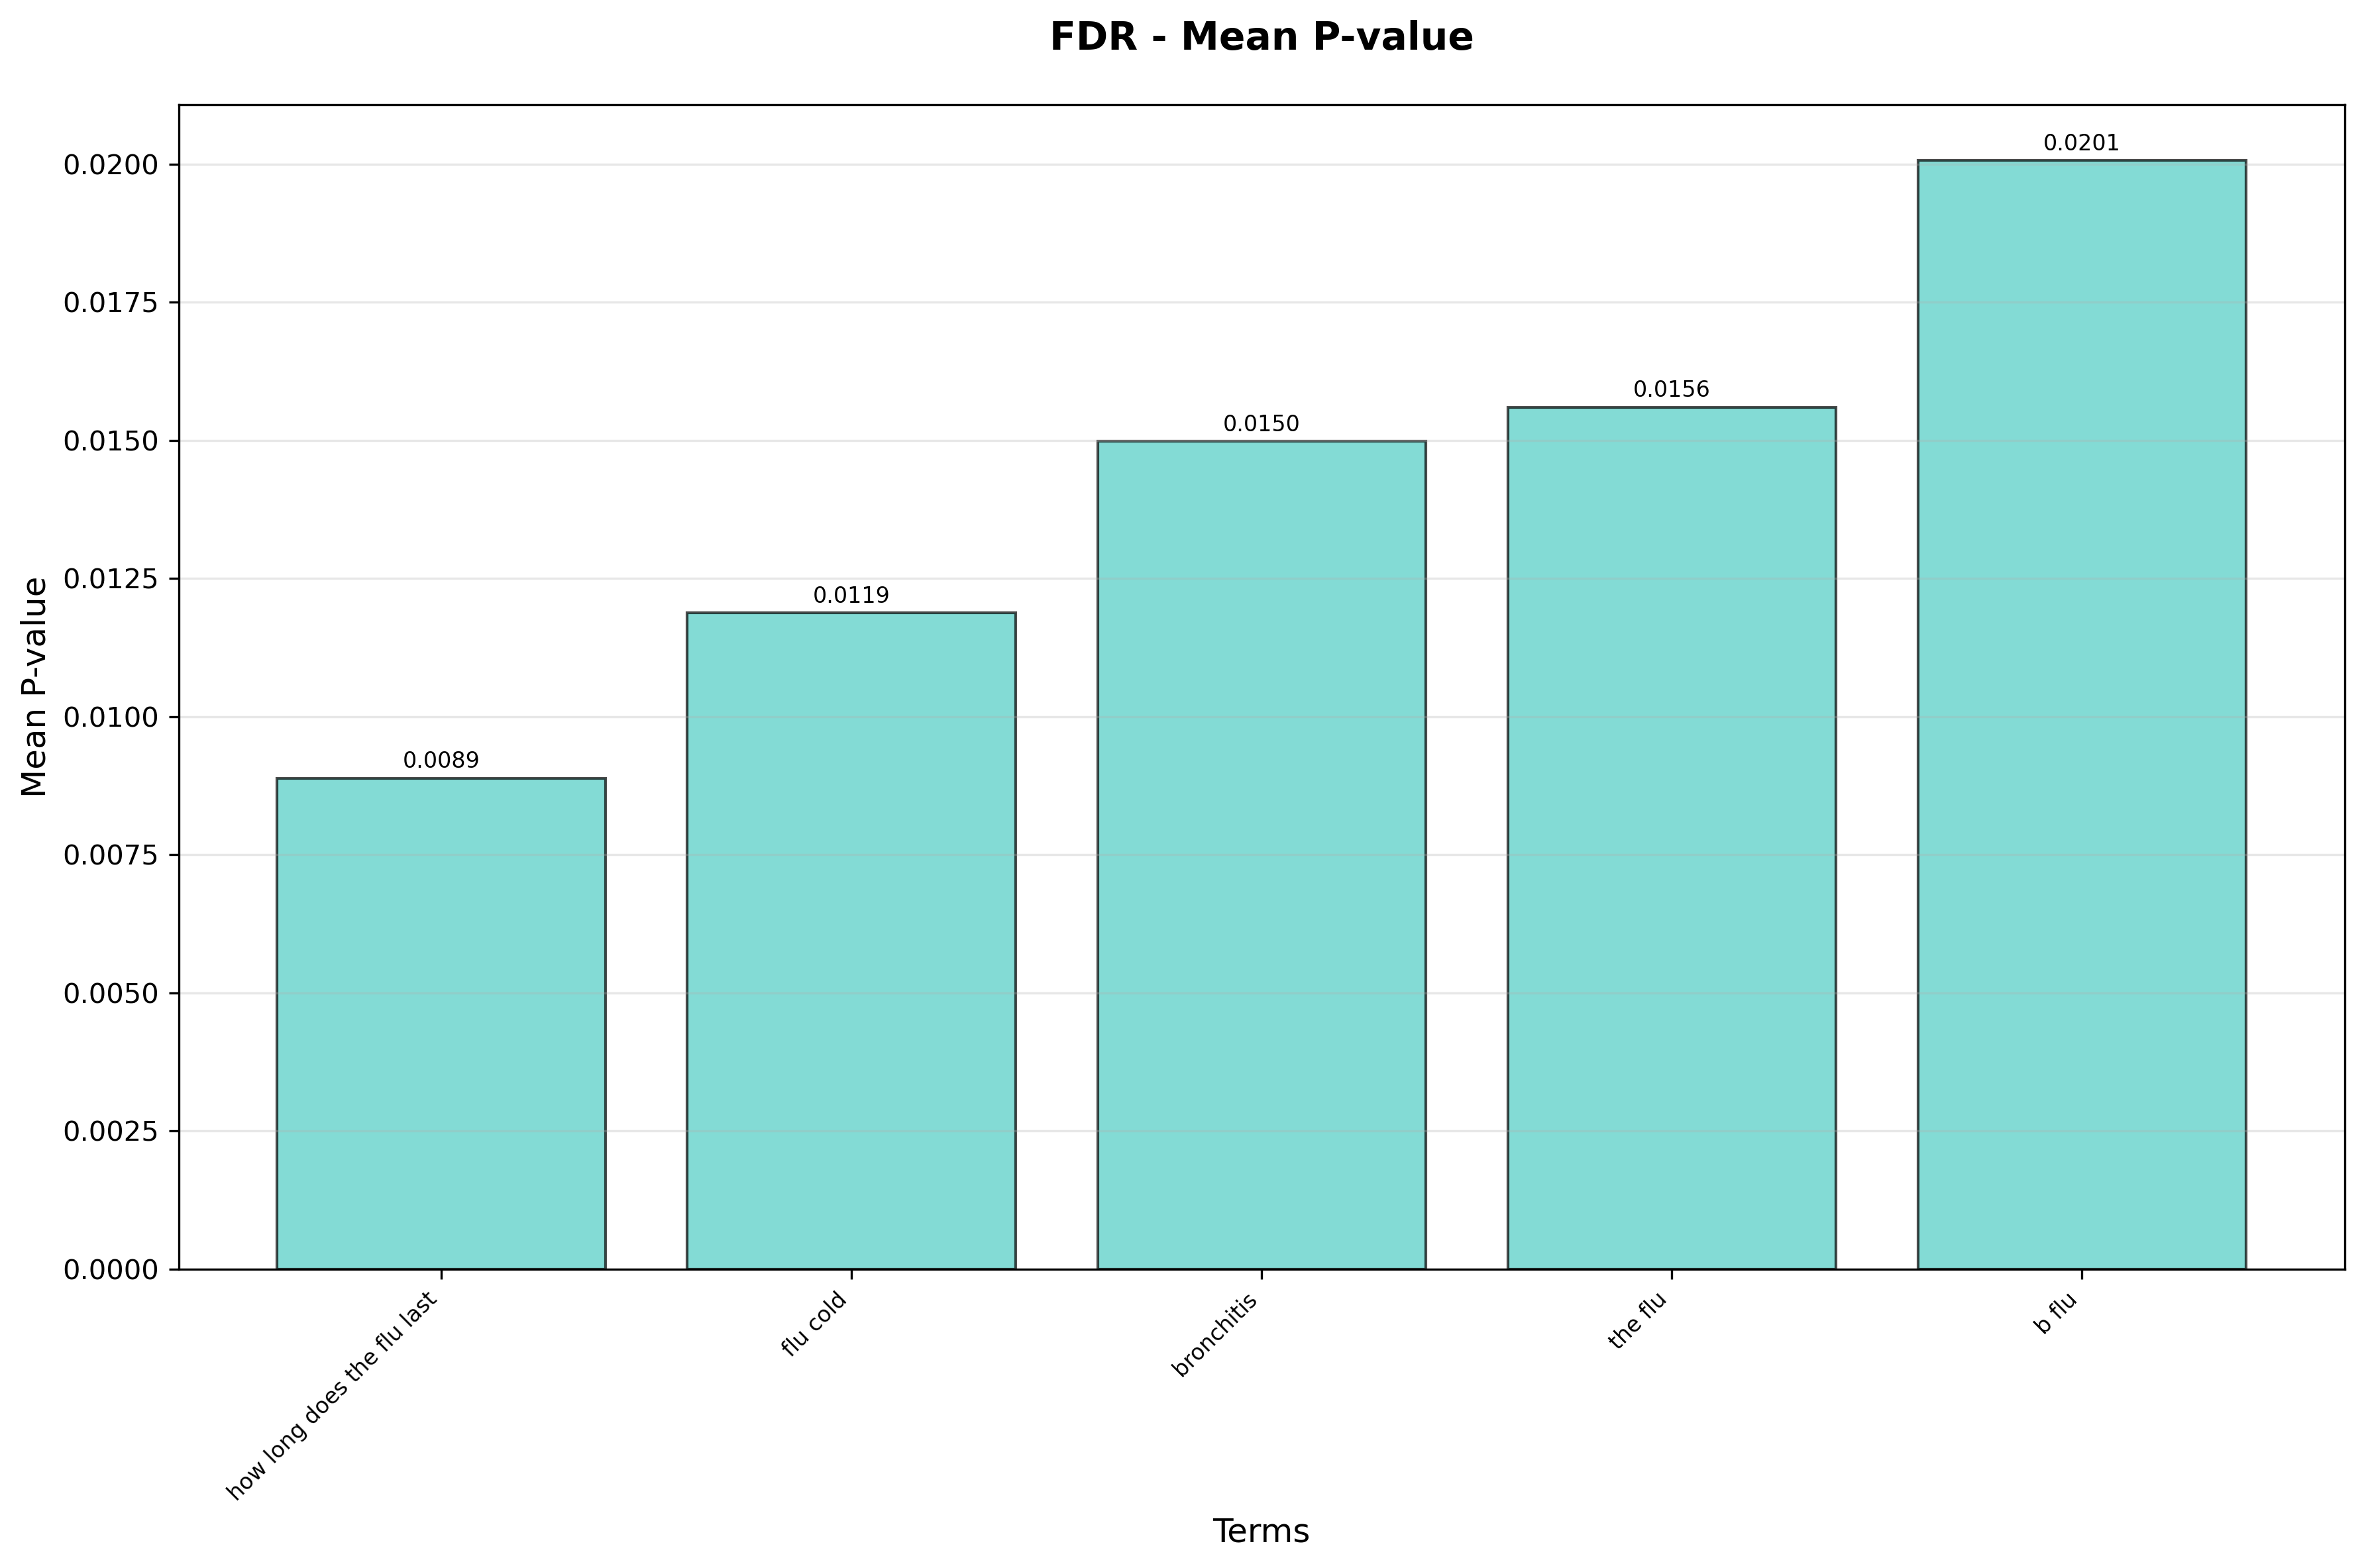 FDR - Mean P-value
Mean P-value
0.0200
0.0175
0.0150
0.0125
0.0100
0.0075
0.0050
0.0025
0.0000
0.0089
0.0119
0.0150
0.0156
0.0201
how long does the flu last
flu cold
bronchitis
the flu
b flu
Terms